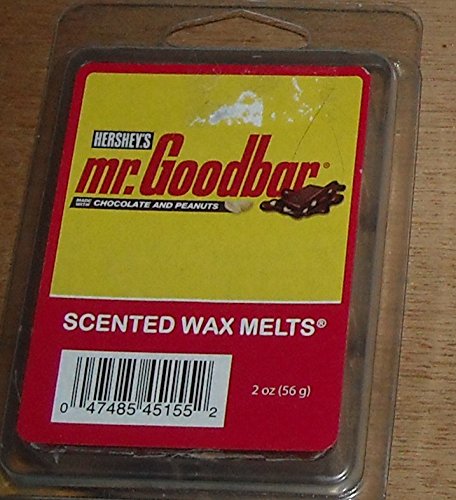 HERSHEY'S
mr.Goodbar®
MADE WITH CHOCOLATE AND PEANUTS
SCENTED WAX MELTS®
0 47485 45155 2
2 oz (56 g)